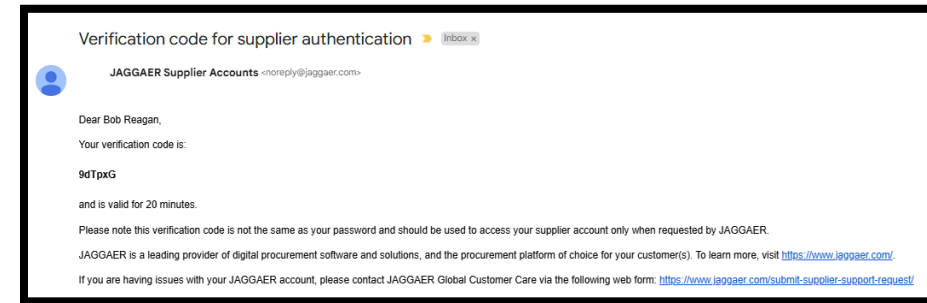 Verification code for supplier authentication Inbox x
JAGGAER Supplier Accounts <noreply@jaggaer.com>
Dear Bob Reagan,
Your verification code is:
9dTpxG
and is valid for 20 minutes.
Please note this verification code is not the same as your password and should be used to access your supplier account only when requested by JAGGAER.
JAGGAER is a leading provider of digital procurement software and solutions, and the procurement platform of choice for your customer(s). To learn more, visit https://www.jaggaer.com/.
If you are having issues with your JAGGAER account, please contact JAGGAER Global Customer Care via the following web form: https://www.jaggaer.com/submit-supplier-support-request/